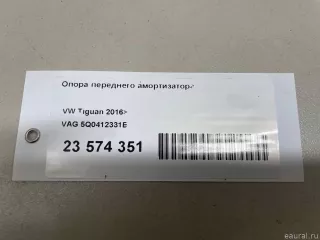 Опора переднего амортизатора
VW Tiguan 2016>
VAG 5Q0412331E
23 574 351
eaural.ru